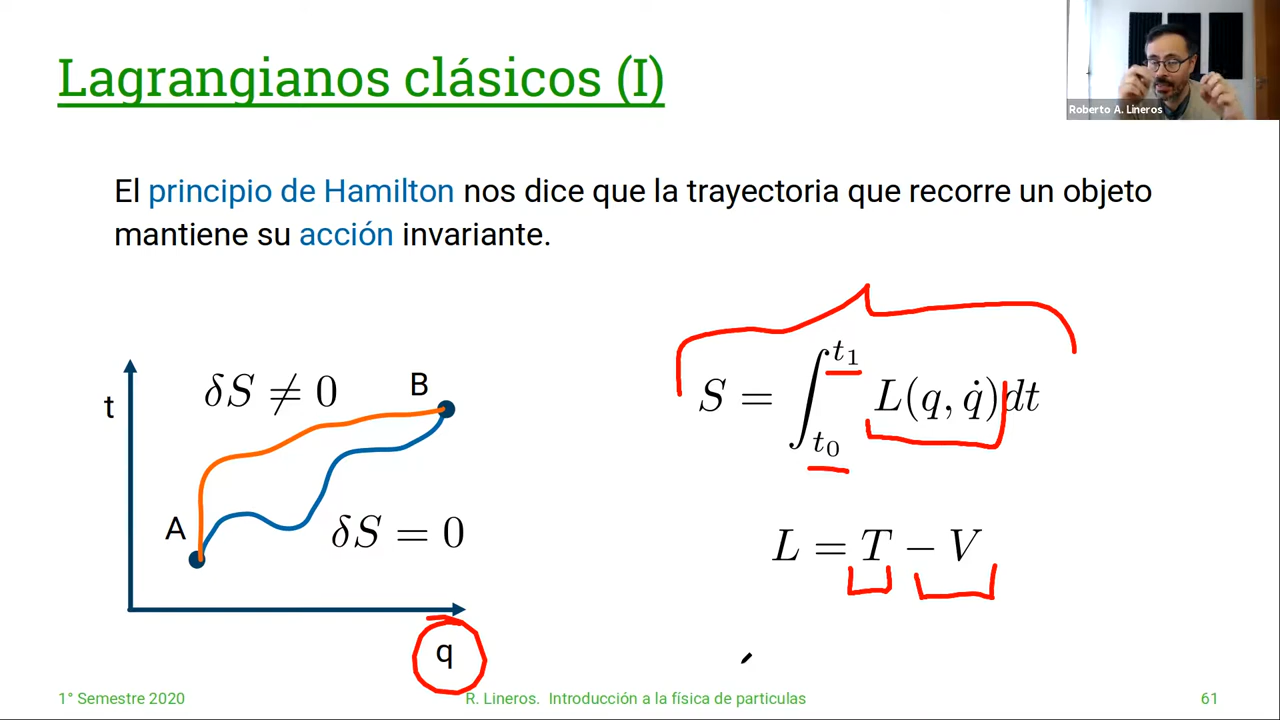 Lagrangianos clásicos (I)
Roberto A. Lineros
El principio de Hamilton nos dice que la trayectoria que recorre un objeto
mantiene su acción invariante.
t
δS ≠ 0
B
A
δS = 0
q
S = ∫_{t_0}^{t_1} L(q, q̇)dt
L = T − V
1° Semestre 2020
R. Lineros. Introducción a la física de particulas
61